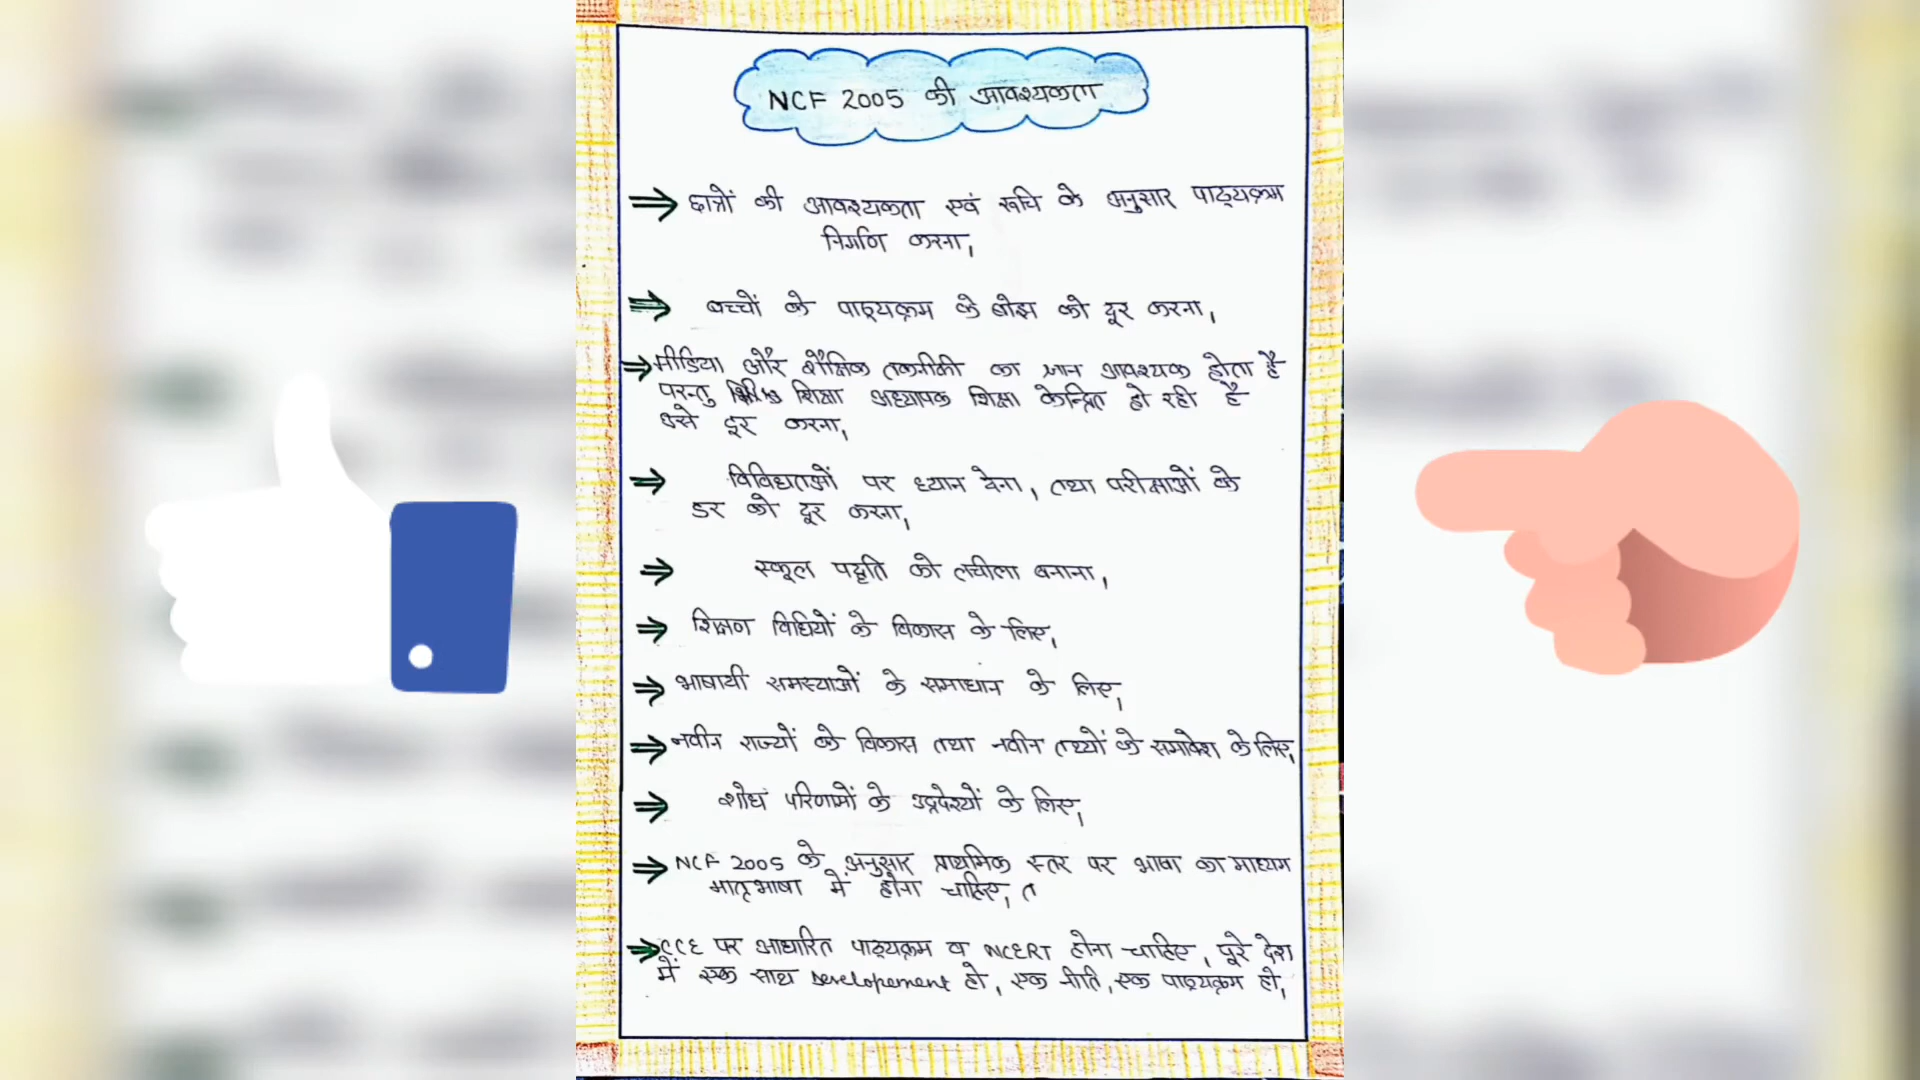 NCF 2005 की आवश्यकता
छात्रों की आवश्यकता एवं रूचि के अनुसार पाठ्यक्रम
निर्माण करना,
बच्चों के पाठ्यक्रम के बोझ को दूर करना,
मीडिया और शैक्षिक तकनीकी का ज्ञान आवश्यक होता है
परन्तु शिक्षा अध्यापक शिक्षा केन्द्रित हो रही है
उसे दूर करना,
विविधताओं पर ध्यान देना, तथा परीक्षाओं के
डर को दूर करना,
स्कूल पद्धति को लचीला बनाना,
शिक्षण विधियों के विकास के लिए,
भाषायी समस्याओं के समाधान के लिए,
नवीन राज्यों के विकास तथा नवीन तथ्यों के समावेश के लिए,
शोध परिणामों के उद्देश्यों के लिए,
NCF 2005 के अनुसार प्राथमिक स्तर पर भाषा का माध्यम
मातृभाषा में होना चाहिए, त
CCE पर आधारित पाठ्यक्रम व NCERT होना चाहिए, पूरे देश
में एक साथ Developement हो, एक नीति, एक पाठ्यक्रम हो,